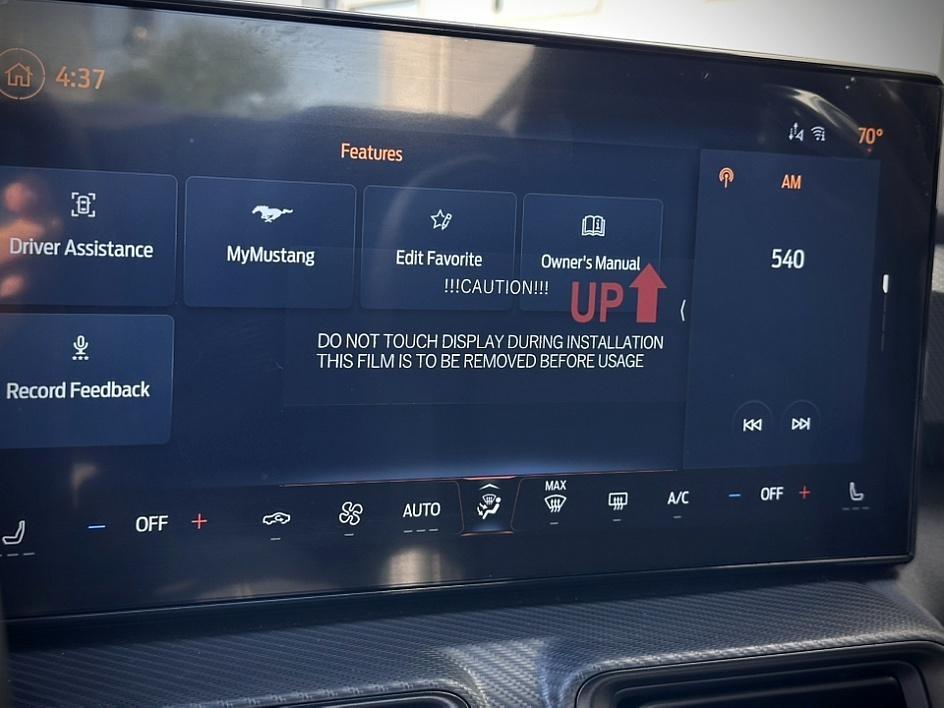 4:37
70°
Features
AM
Driver Assistance
MyMustang
Edit Favorite
Owner's Manual
540
!!!CAUTION!!!
UP
DO NOT TOUCH DISPLAY DURING INSTALLATION
THIS FILM IS TO BE REMOVED BEFORE USAGE
Record Feedback
– OFF +
AUTO
MAX
A/C
– OFF +